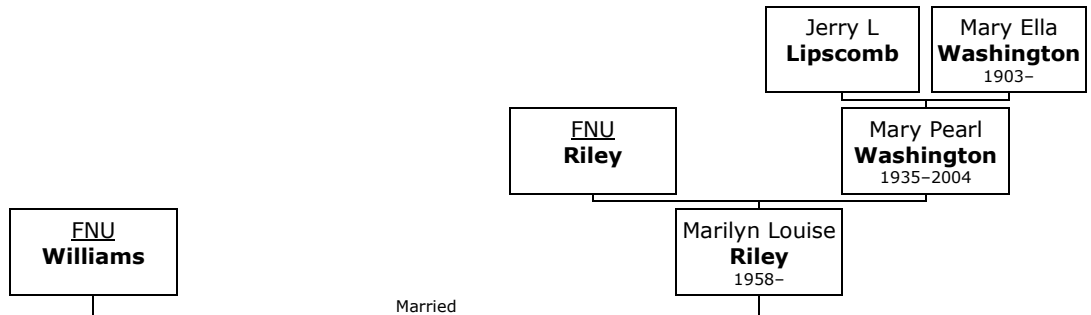 Jerry L
Lipscomb
Mary Ella
Washington
1903–
FNU
Riley
Mary Pearl
Washington
1935–2004
FNU
Williams
Marilyn Louise
Riley
1958–
Married